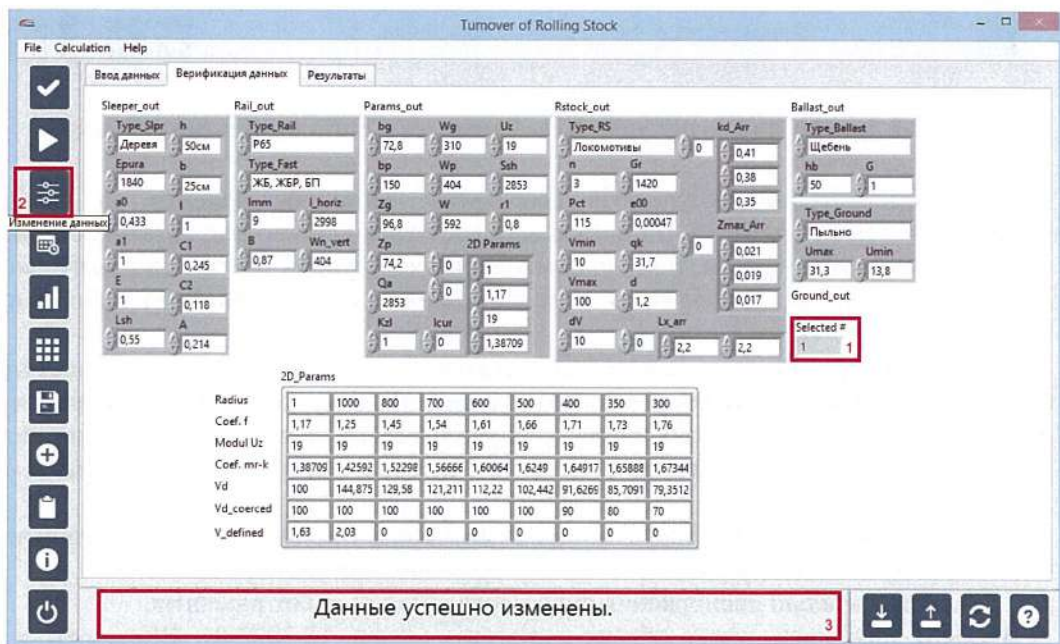 Turnover of Rolling Stock
File Calculation Help
Ввод данных Верификация данных Результаты
Sleeper_out Rail_out Params_out Rstock_out Ballast_out
Type_Slpr h Type_Rail bg Wg Uz Type_RS kd_Arr Type_Ballast
Деревя 50см P65 72,8 310 19 Локомотивы 0 0,41 Щебень
Epura b Type_Fast bp Wp Ssh n Gr hb G
1840 25см ЖБ, ЖБР, БП 150 404 2853 3 1420 0,38 50 1
a0 l Imm I_horiz Zg W r1 Pct e00 0,35 Type_Ground
0,433 1 9 2998 96,8 592 0,8 115 0,00047 Zmax_Arr Пыльно
a1 C1 B Wn_vert Zp 2D Params Vmin qk Umax Umin
1 0,245 0,87 404 74,2 0 1 10 31,7 0 0,021 31,3 13,8
E C2 Qa 0 1,17 Vmax d 0,019 Ground_out
1 0,118 2853 19 100 1,2 0,017
Lsh A Kzl Icur dV Lx_arr Selected #
0,55 0,214 1 0 1,38709 10 0 2,2 2,2 1 1
2
Изменение данных
2D_Params
Radius 1 1000 800 700 600 500 400 350 300
Coef. f 1,17 1,25 1,45 1,54 1,61 1,66 1,71 1,73 1,76
Modul Uz 19 19 19 19 19 19 19 19 19
Coef. mr-k 1,38709 1,42592 1,52298 1,56666 1,60064 1,6249 1,64917 1,65888 1,67344
Vd 100 144,875 129,58 121,211 112,22 102,442 91,6269 85,7091 79,3512
Vd_coerced 100 100 100 100 100 100 90 80 70
V_defined 1,63 2,03 0 0 0 0 0 0 0
Данные успешно изменены.
3